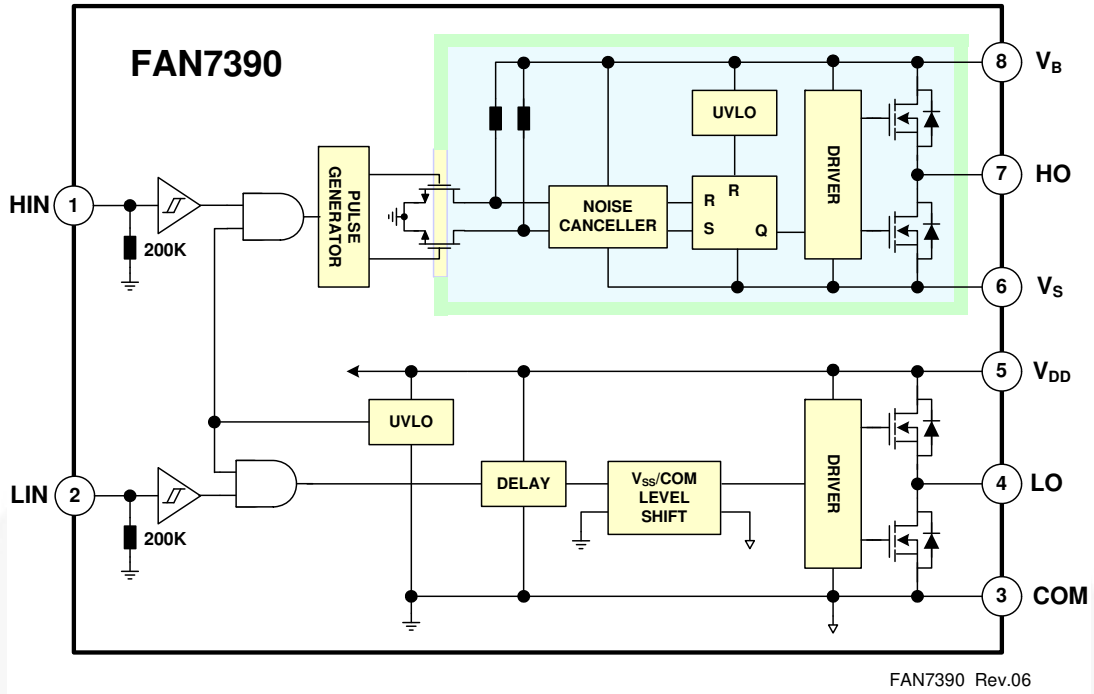 FAN7390
8 VB
UVLO
DRIVER
7 HO
HIN 1
PULSE GENERATOR
R
R
NOISE
CANCELLER
S
Q
200K
6 VS
5 VDD
UVLO
DRIVER
LIN 2
DELAY
VSS/COM
LEVEL
SHIFT
4 LO
200K
3 COM
FAN7390 Rev.06